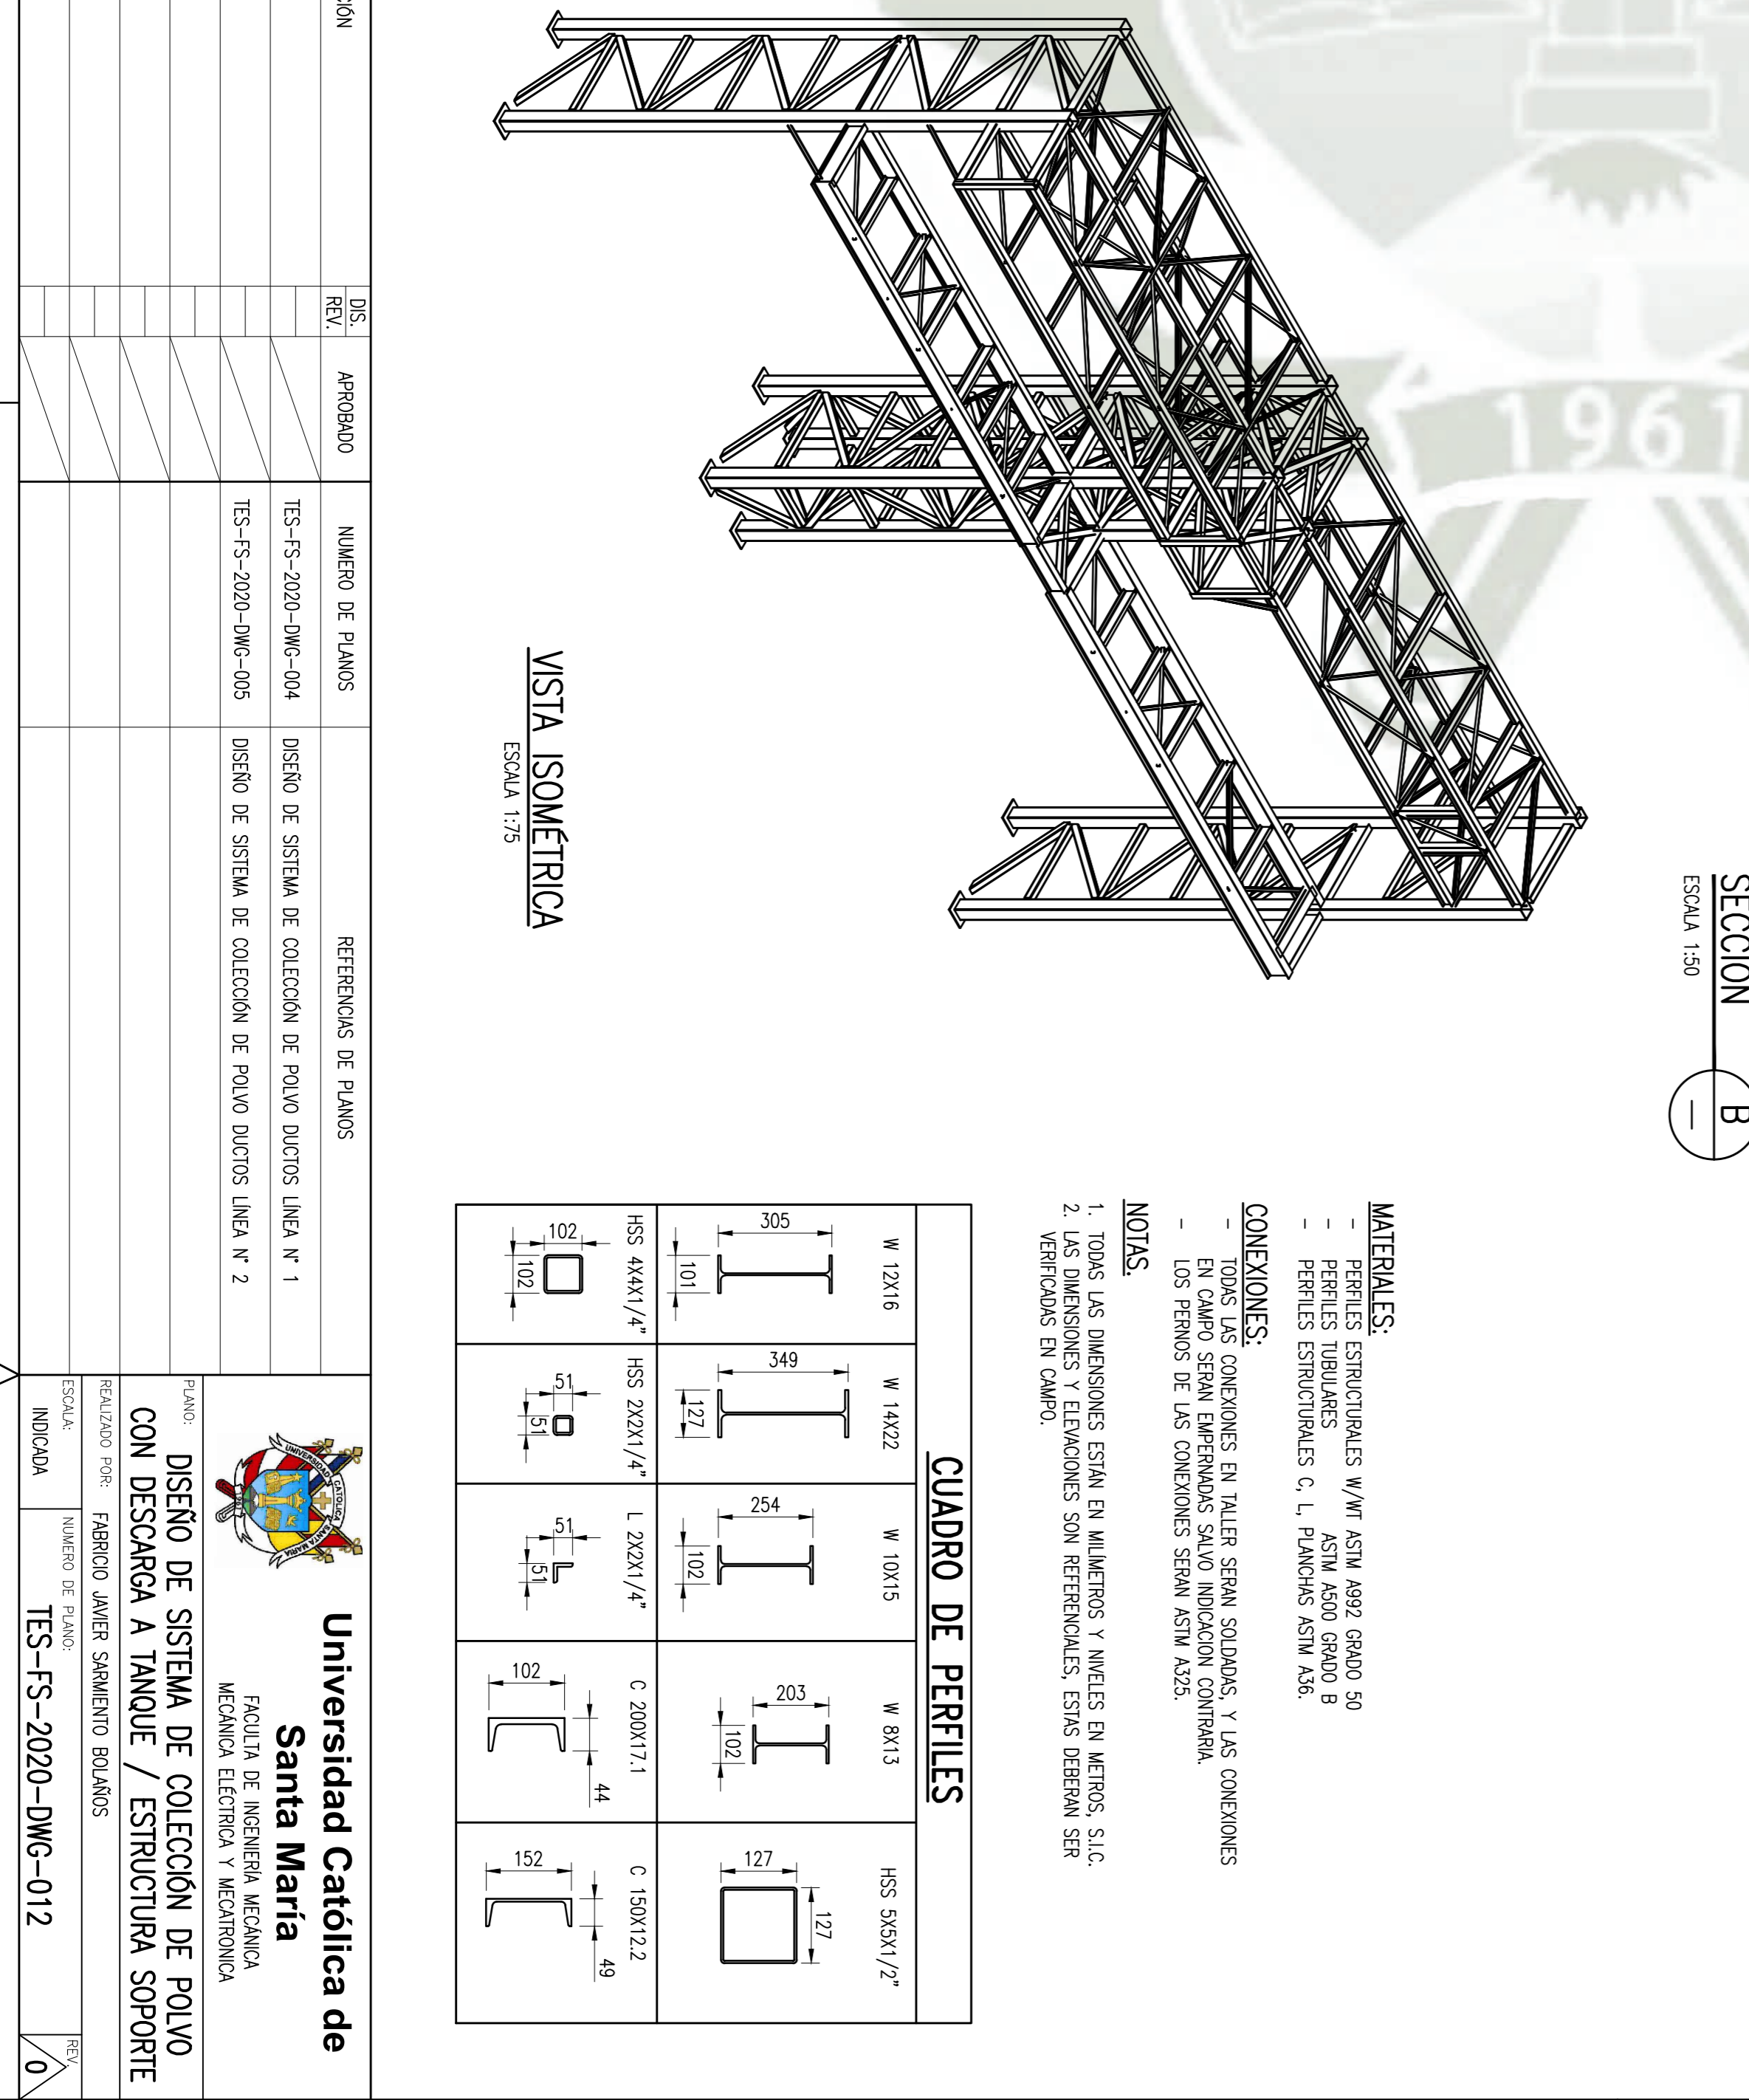 SECCIÓN
B
ESCALA 1:50
1961
VISTA ISOMÉTRICA
ESCALA 1:75
MATERIALES:
- PERFILES ESTRUCTURALES W/WT ASTM A992 GRADO 50
- PERFILES TUBULARES ASTM A500 GRADO B
- PERFILES ESTRUCTURALES C, L, PLANCHAS ASTM A36.
CONEXIONES:
- TODAS LAS CONEXIONES EN TALLER SERAN SOLDADAS, Y LAS CONEXIONES
EN CAMPO SERAN EMPERNADAS SALVO INDICACION CONTRARIA.
- LOS PERNOS DE LAS CONEXIONES SERAN ASTM A325.
NOTAS.
1. TODAS LAS DIMENSIONES ESTÁN EN MILÍMETROS Y NIVELES EN METROS, S.I.C.
2. LAS DIMENSIONES Y ELEVACIONES SON REFERENCIALES, ESTAS DEBERAN SER
VERIFICADAS EN CAMPO.
CUADRO DE PERFILES
W 12X16 W 14X22 W 10X15 W 8X13 HSS 5X5X1/2"
305 101 349 127 254 102 203 102 127 127
HSS 4X4X1/4" HSS 2X2X1/4" L 2X2X1/4" C 200X17.1 C 150X12.2
102 102 51 51 51 51 102 44 152 49
DIS. REV. APROBADO NUMERO DE PLANOS REFERENCIAS DE PLANOS
TES-FS-2020-DWG-004 DISEÑO DE SISTEMA DE COLECCIÓN DE POLVO DUCTOS LÍNEA N° 1
TES-FS-2020-DWG-005 DISEÑO DE SISTEMA DE COLECCIÓN DE POLVO DUCTOS LÍNEA N° 2
UNIVERSIDAD CATOLICA SANTA MARIA
1961
Universidad Católica de
Santa María
FACULTA DE INGENIERÍA MECÁNICA
MECÁNICA ELÉCTRICA Y MECATRONICA
PLANO: DISEÑO DE SISTEMA DE COLECCIÓN DE POLVO
CON DESCARGA A TANQUE / ESTRUCTURA SOPORTE
REALIZADO POR: FABRICIO JAVIER SARMIENTO BOLAÑOS
ESCALA: INDICADA
NUMERO DE PLANO: TES-FS-2020-DWG-012
REV. 0